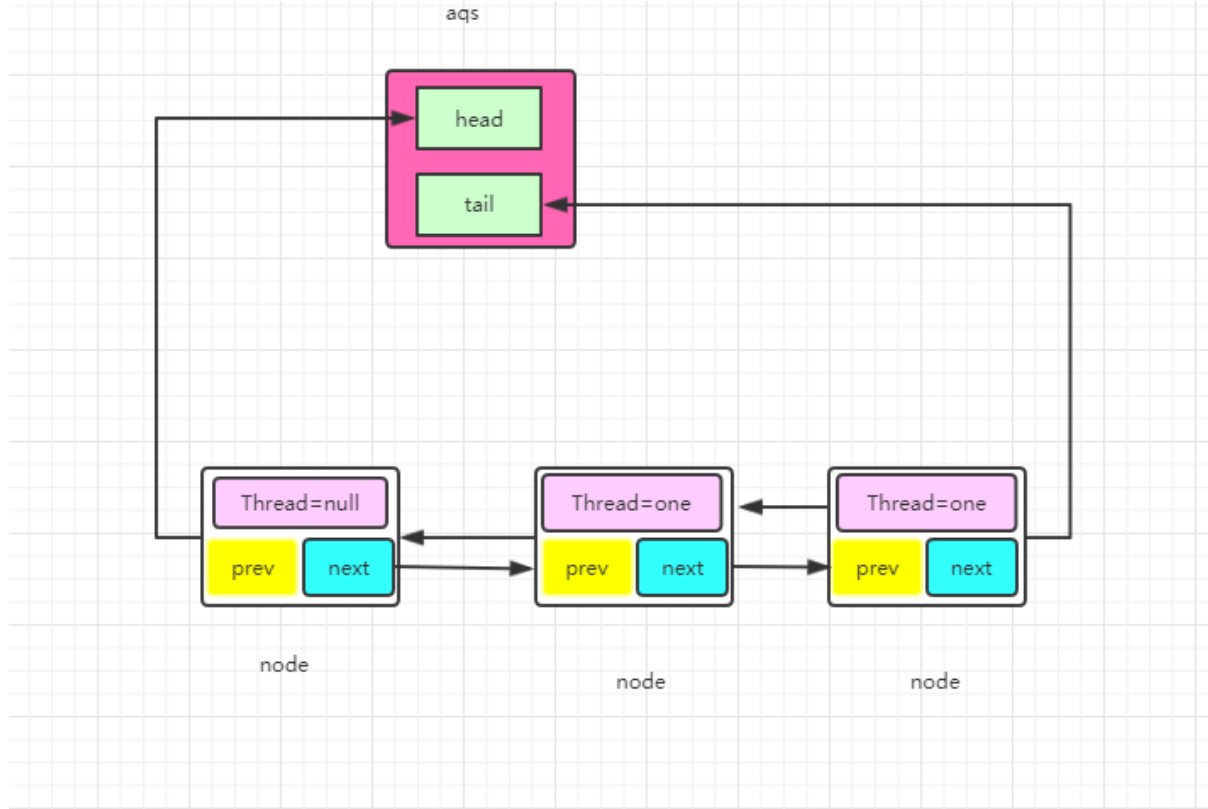 aqs
head
tail
Thread=null
Thread=one
Thread=one
prev
next
prev
next
prev
next
node
node
node